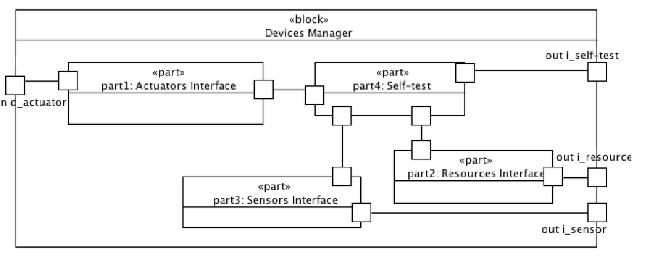 «block»
Devices Manager
out i_self-test
«part»
part1: Actuators Interface
«part»
part4: Self-test
n o_actuator
out i_resource
«part»
part2: Resources Interface
«part»
part3: Sensors Interface
out i_sensor